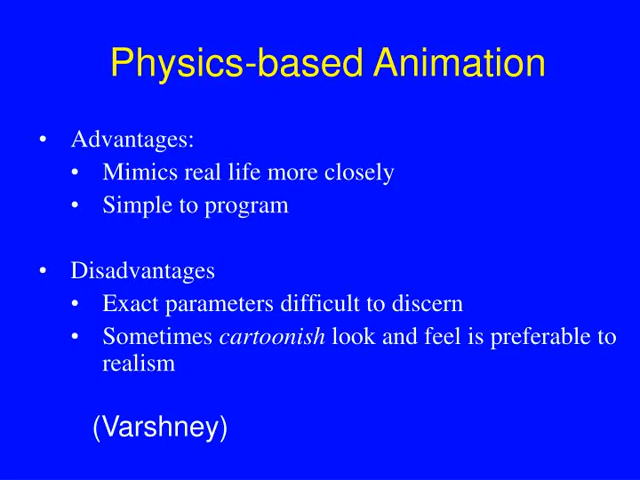 Physics-based Animation
• Advantages:
• Mimics real life more closely
• Simple to program
• Disadvantages
• Exact parameters difficult to discern
• Sometimes cartoonish look and feel is preferable to
realism
(Varshney)